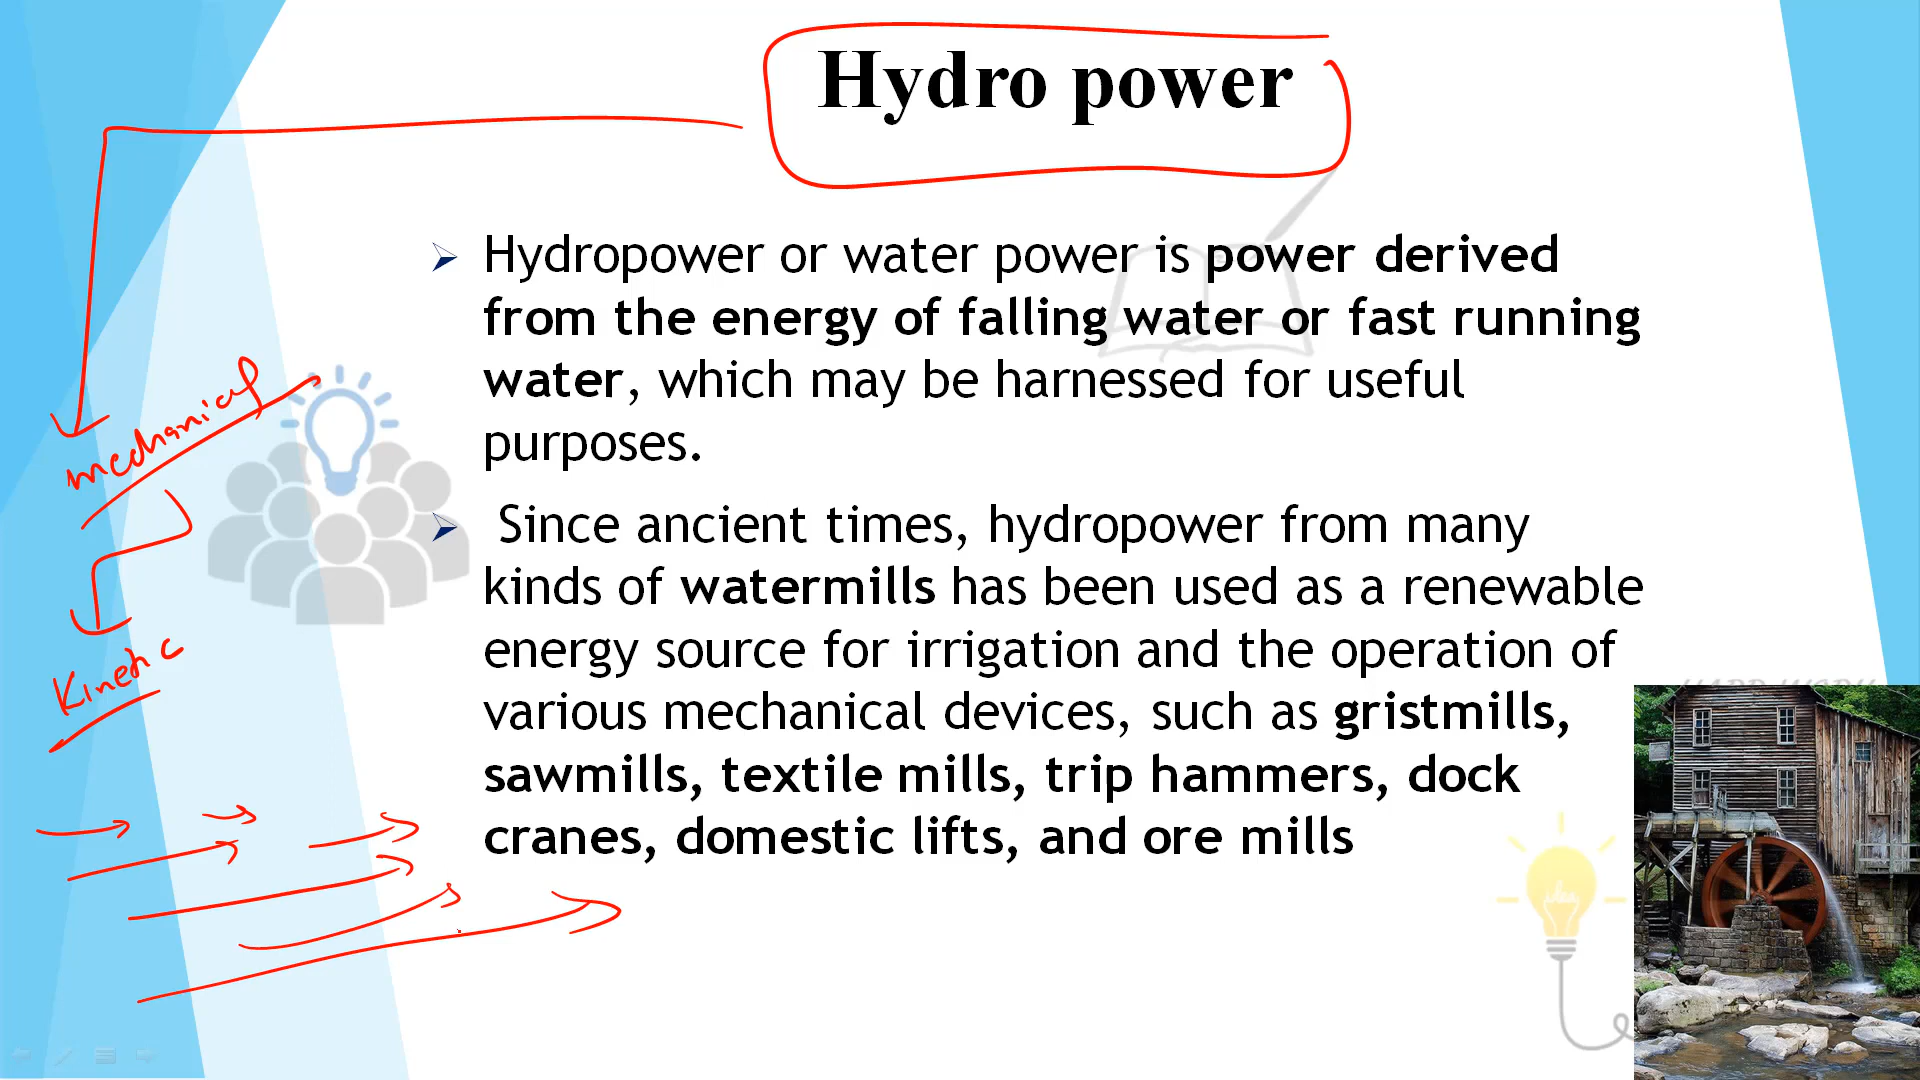 Hydro power
Hydropower or water power is power derived
from the energy of falling water or fast running
water, which may be harnessed for useful
purposes.
Since ancient times, hydropower from many
kinds of watermills has been used as a renewable
energy source for irrigation and the operation of
various mechanical devices, such as gristmills,
sawmills, textile mills, trip hammers, dock
cranes, domestic lifts, and ore mills
mechanical
Kinetic
idea